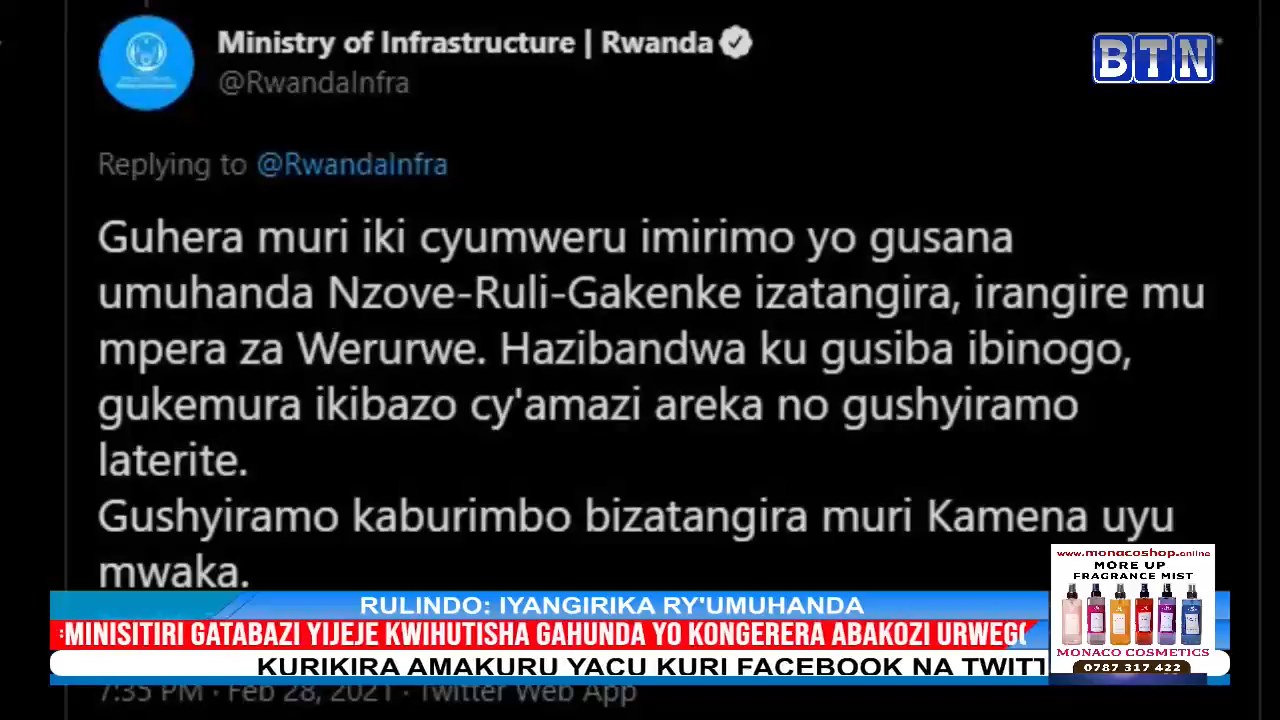 Ministry of Infrastructure | Rwanda
@RwandaInfra
BTN
Replying to @RwandaInfra
Guhera muri iki cyumweru imirimo yo gusana
umuhanda Nzove-Ruli-Gakenke izatangira, irangire mu
mpera za Werurwe. Hazibandwa ku gusiba ibinogo,
gukemura ikibazo cy'amazi areka no gushyiramo
laterite.
Gushyiramo kaburimbo bizatangira muri Kamena uyu
mwaka.
www.monacoshop.online
MORE UP
FRAGRANCE MIST
MONACO COSMETICS
0787 317 422
RULINDO: IYANGIRIKA RY'UMUHANDA
:MINISITIRI GATABAZI YIJEJE KWIHUTISHA GAHUNDA YO KONGERERA ABAKOZI URWEGO
KURIKIRA AMAKURU YACU KURI FACEBOOK NA TWITT
7:35 PM · Feb 28, 2021 · Twitter Web App